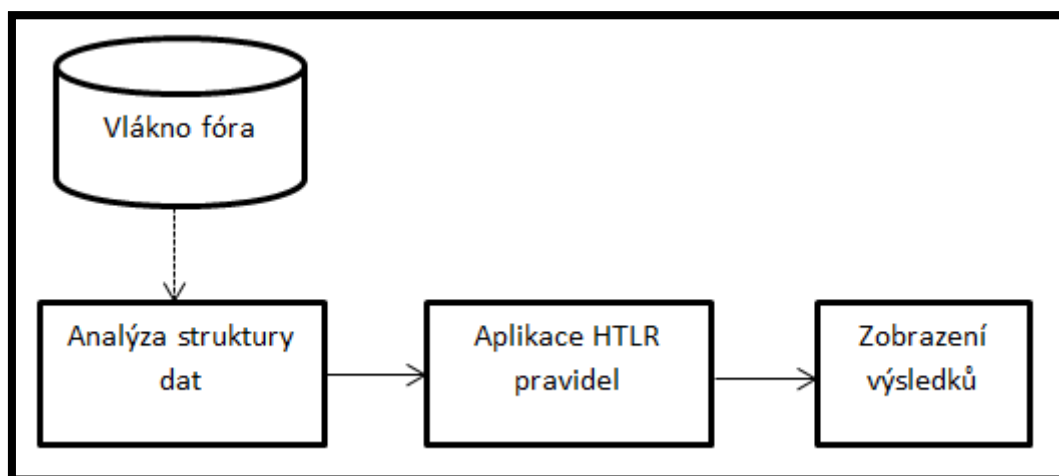 Vlákno fóra
Analýza struktury
dat
Aplikace HTLR
pravidel
Zobrazení
výsledků